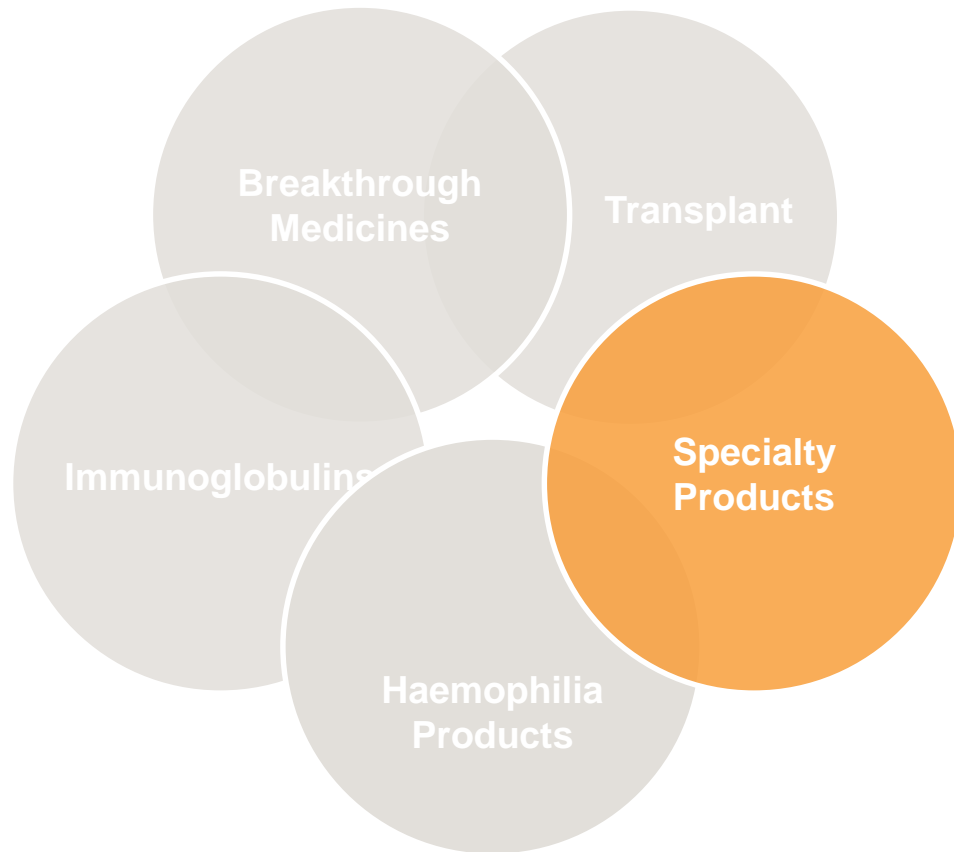 Breakthrough
Medicines
Transplant
Immunoglobulins
Specialty
Products
Haemophilia
Products